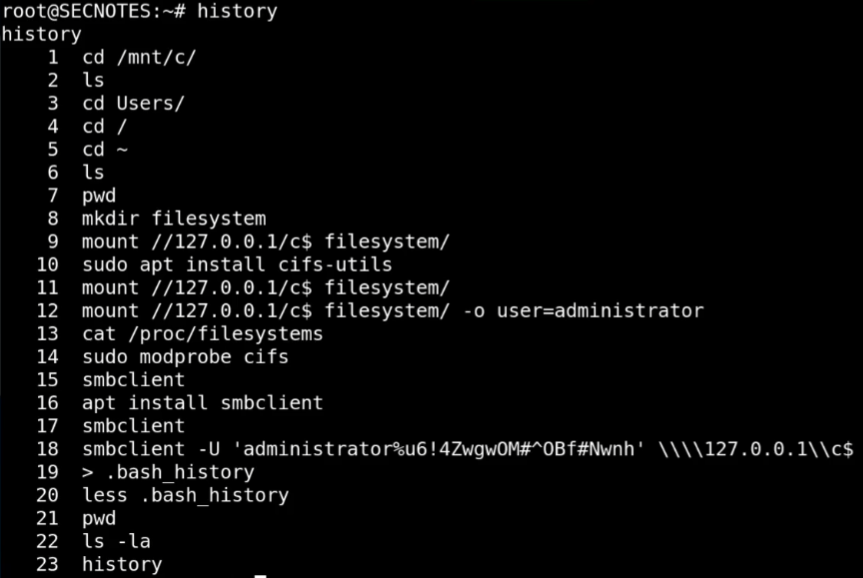 root@SECNOTES:~# history
history
    1  cd /mnt/c/
    2  ls
    3  cd Users/
    4  cd /
    5  cd ~
    6  ls
    7  pwd
    8  mkdir filesystem
    9  mount //127.0.0.1/c$ filesystem/
   10  sudo apt install cifs-utils
   11  mount //127.0.0.1/c$ filesystem/
   12  mount //127.0.0.1/c$ filesystem/ -o user=administrator
   13  cat /proc/filesystems
   14  sudo modprobe cifs
   15  smbclient
   16  apt install smbclient
   17  smbclient
   18  smbclient -U 'administrator%u6!4ZwgwOM#^OBf#Nwnh' \\\\127.0.0.1\\c$
   19  > .bash_history
   20  less .bash_history
   21  pwd
   22  ls -la
   23  history